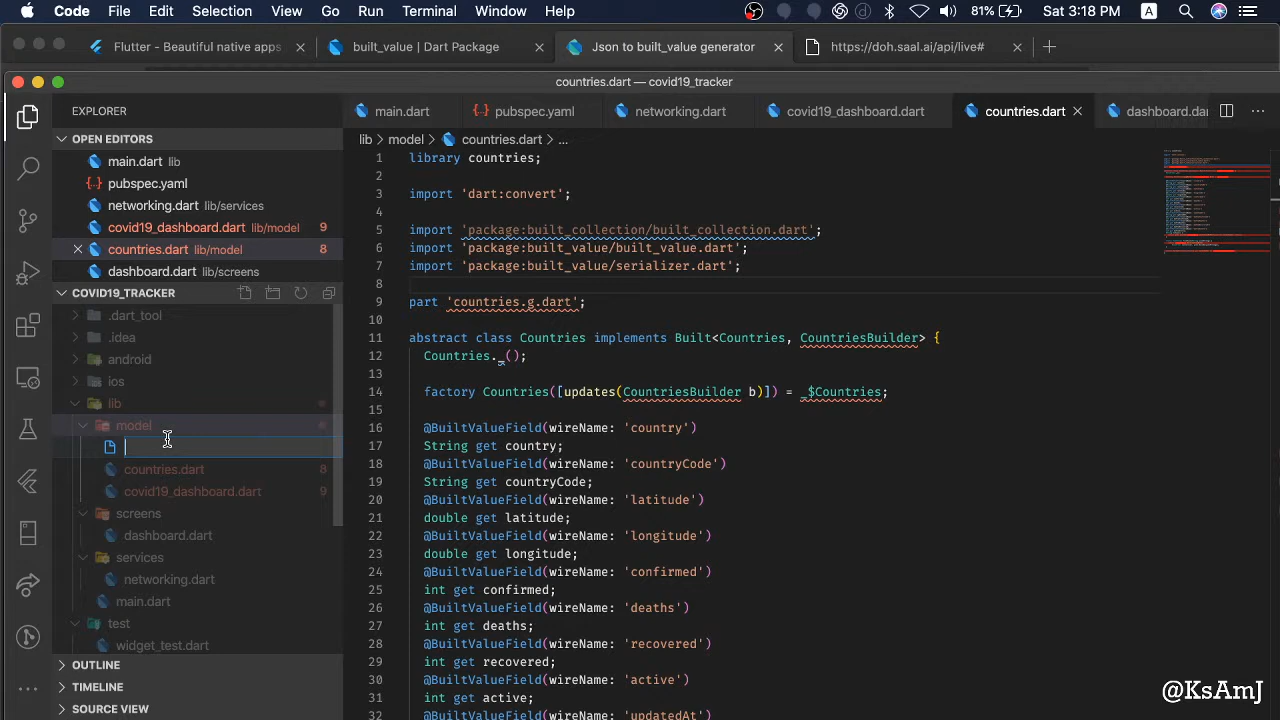 Code File Edit Selection View Go Run Terminal Window Help 81% Sat 3:18 PM A
Flutter - Beautiful native apps
built_value | Dart Package
Json to built_value generator
https://doh.saal.ai/api/live#
countries.dart — covid19_tracker
EXPLORER
main.dart
pubspec.yaml
networking.dart
covid19_dashboard.dart
countries.dart
dashboard.da
OPEN EDITORS
main.dart lib
pubspec.yaml
networking.dart lib/services
covid19_dashboard.dart lib/model
countries.dart lib/model 8
dashboard.dart lib/screens
COVID19_TRACKER
.dart_tool
.idea
android
ios
lib
model
countries.dart 8
covid19_dashboard.dart 9
screens
dashboard.dart
services
networking.dart
main.dart
test
widget_test.dart
OUTLINE
TIMELINE
SOURCE VIEW
lib > model > countries.dart > ...
1 library countries;
2
3 import 'dart:convert';
4
5 import 'package:built_collection/built_collection.dart';
6 import 'package:built_value/built_value.dart';
7 import 'package:built_value/serializer.dart';
8
9 part 'countries.g.dart';
10
11 abstract class Countries implements Built<Countries, CountriesBuilder> {
12 Countries._();
13
14 factory Countries([updates(CountriesBuilder b)]) = _$Countries;
15
16 @BuiltValueField(wireName: 'country')
17 String get country;
18 @BuiltValueField(wireName: 'countryCode')
19 String get countryCode;
20 @BuiltValueField(wireName: 'latitude')
21 double get latitude;
22 @BuiltValueField(wireName: 'longitude')
23 double get longitude;
24 @BuiltValueField(wireName: 'confirmed')
25 int get confirmed;
26 @BuiltValueField(wireName: 'deaths')
27 int get deaths;
28 @BuiltValueField(wireName: 'recovered')
29 int get recovered;
30 @BuiltValueField(wireName: 'active')
31 int get active;
32 @BuiltValueField(wireName: 'updatedAt')
@KsAmJ